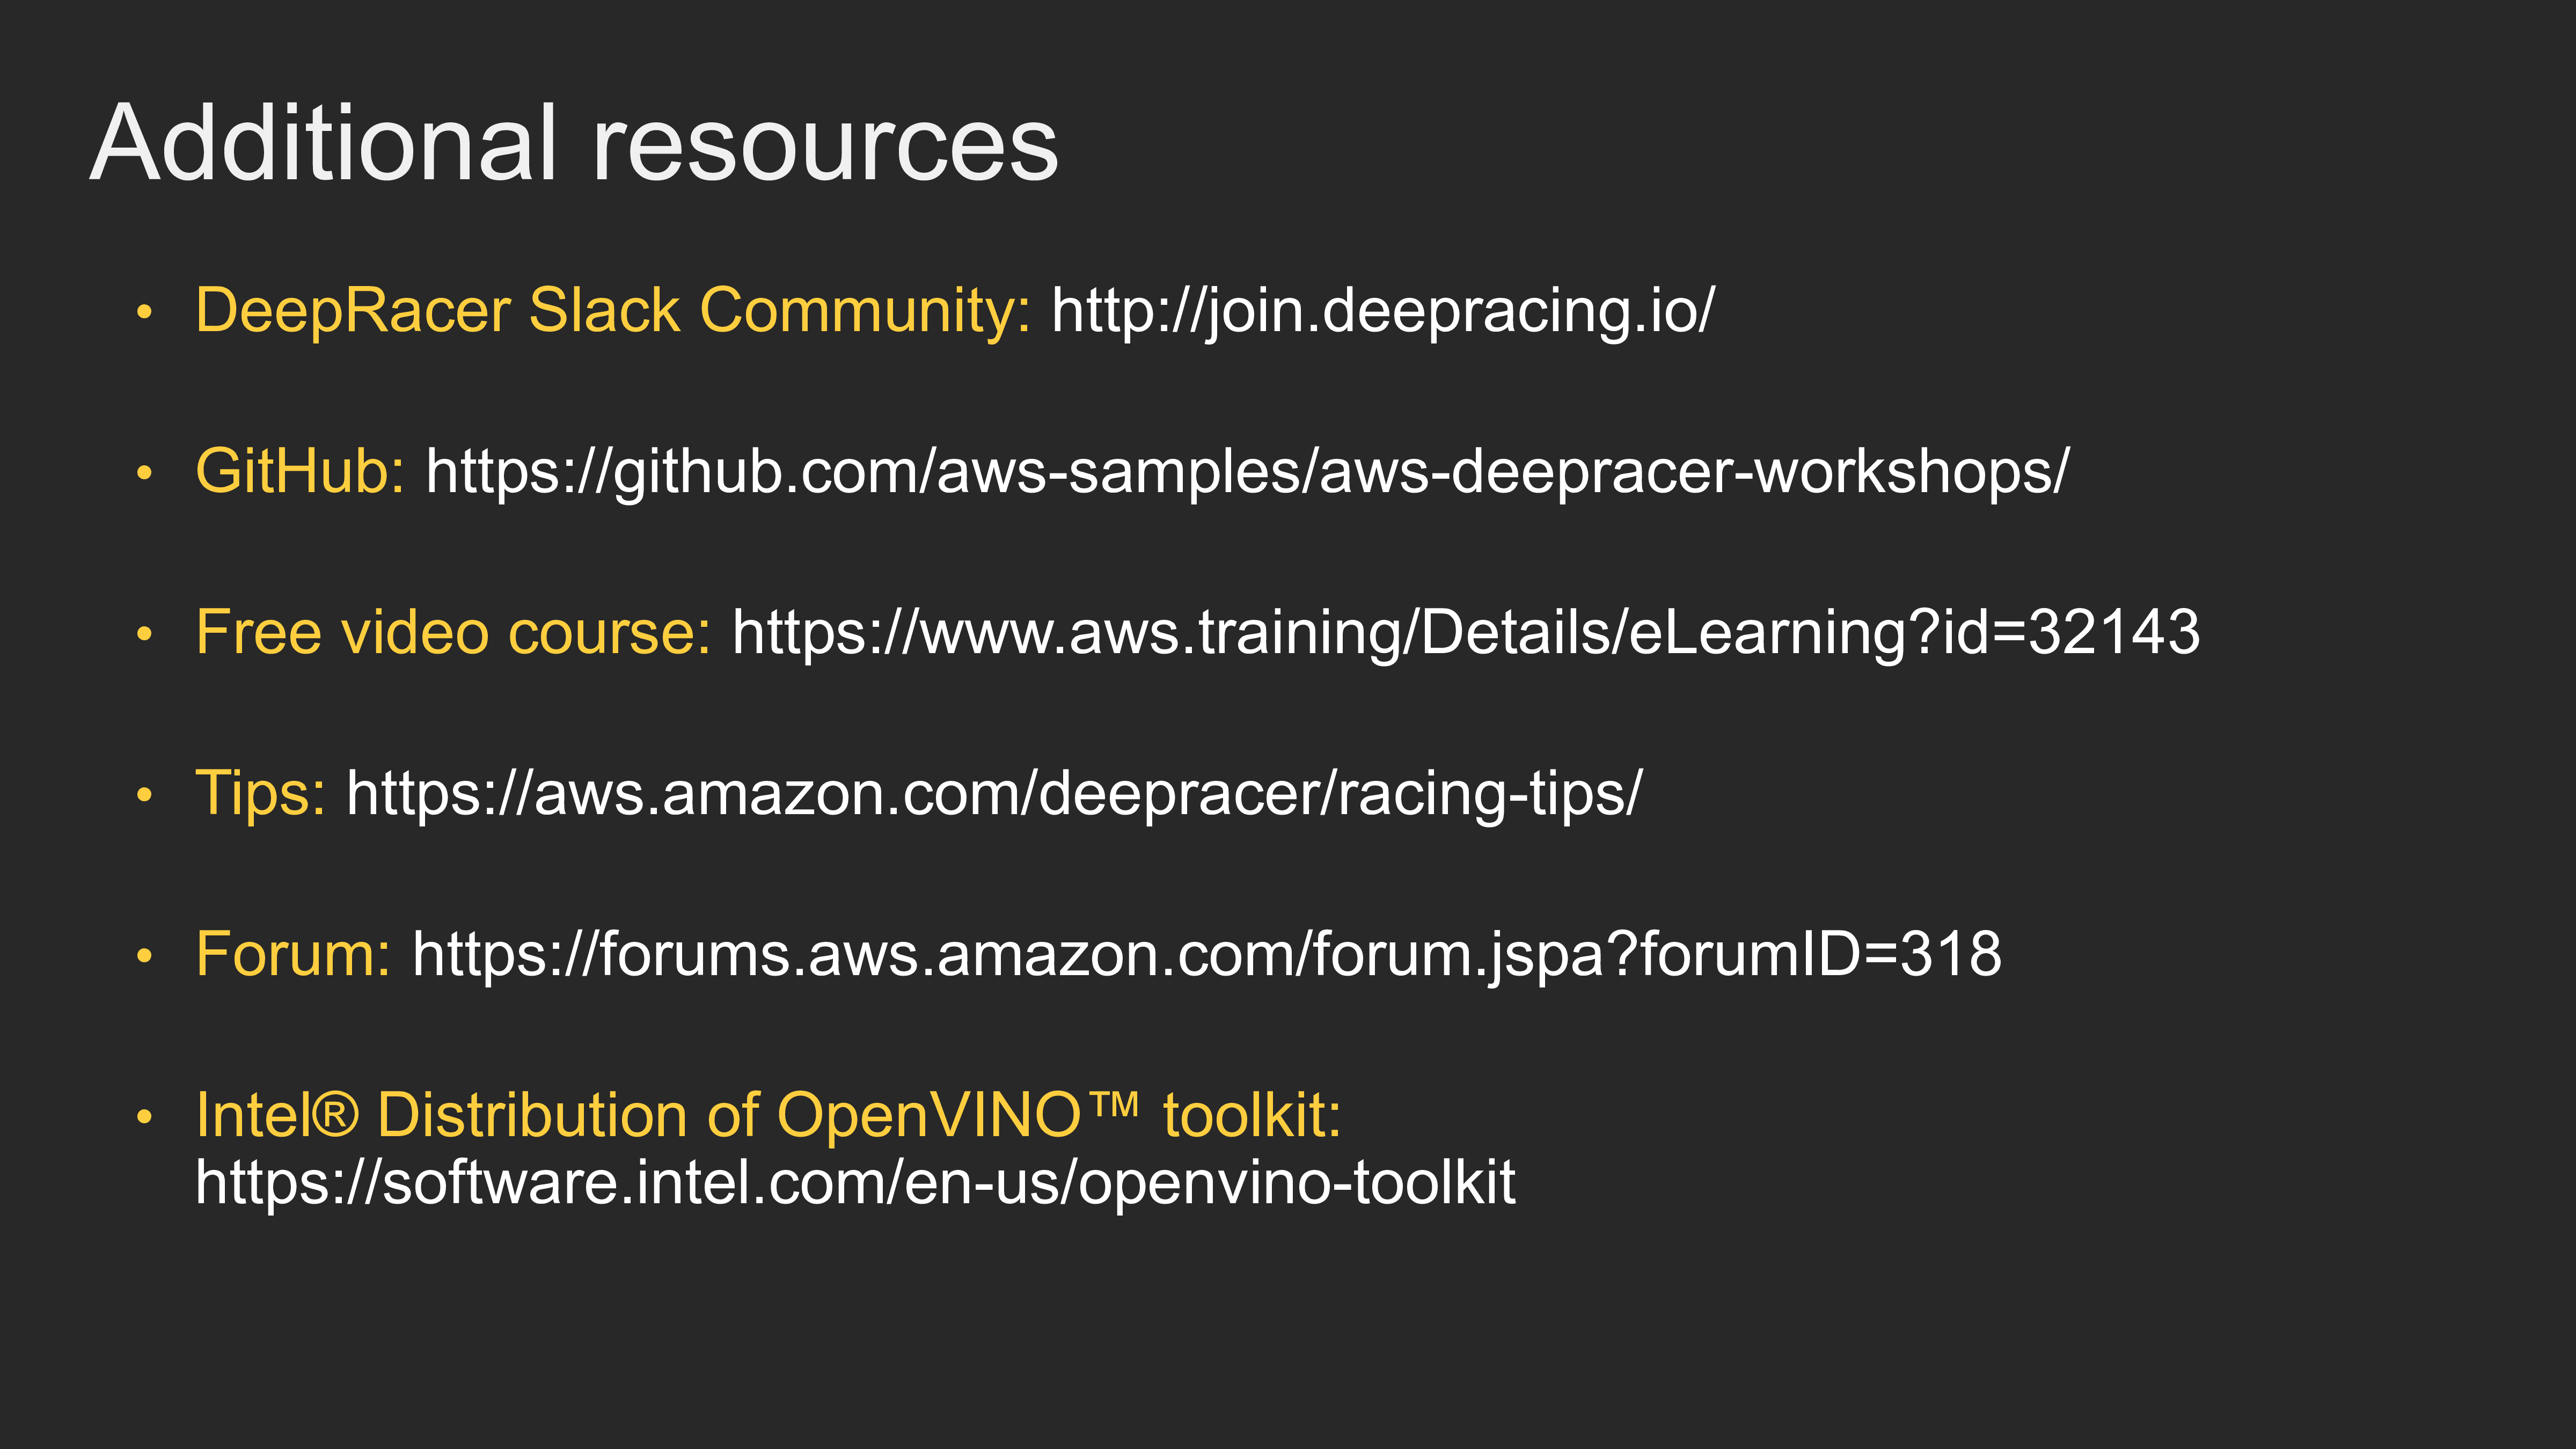 Additional resources
• DeepRacer Slack Community: http://join.deepracing.io/
• GitHub: https://github.com/aws-samples/aws-deepracer-workshops/
• Free video course: https://www.aws.training/Details/eLearning?id=32143
• Tips: https://aws.amazon.com/deepracer/racing-tips/
• Forum: https://forums.aws.amazon.com/forum.jspa?forumID=318
• Intel® Distribution of OpenVINO™ toolkit:
https://software.intel.com/en-us/openvino-toolkit